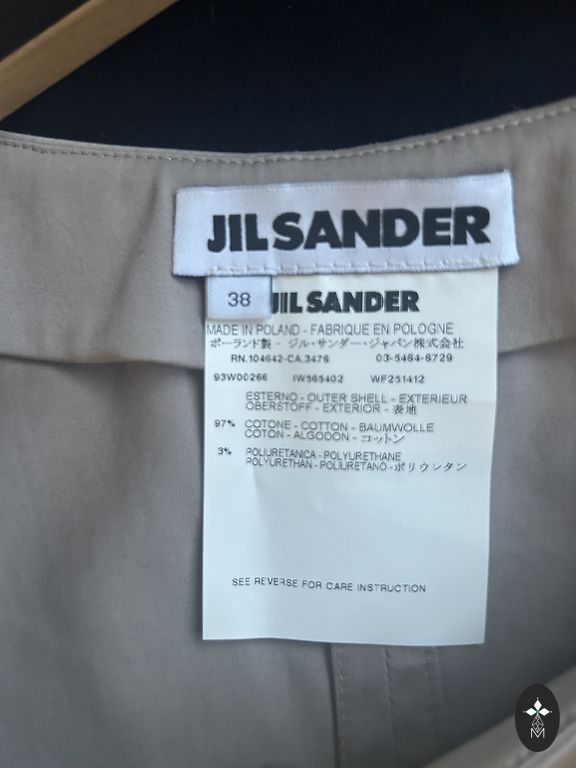 JIL SANDER
38
JIL SANDER
MADE IN POLAND - FABRIQUE EN POLOGNE
ポーランド製 - ジル・サンダー・ジャパン株式会社
RN.104642-CA.3476 03-5464-6729
93W00266 IW565402 WF251412
ESTERNO - OUTER SHELL - EXTERIEUR
OBERSTOFF - EXTERIOR - 表地
97% COTONE - COTTON - BAUMWOLLE
COTON - ALGODON - コットン
3% POLIURETANICA - POLYURETHANE
POLYURETHAN - POLIURETANO - ポリウレタン
SEE REVERSE FOR CARE INSTRUCTION
M